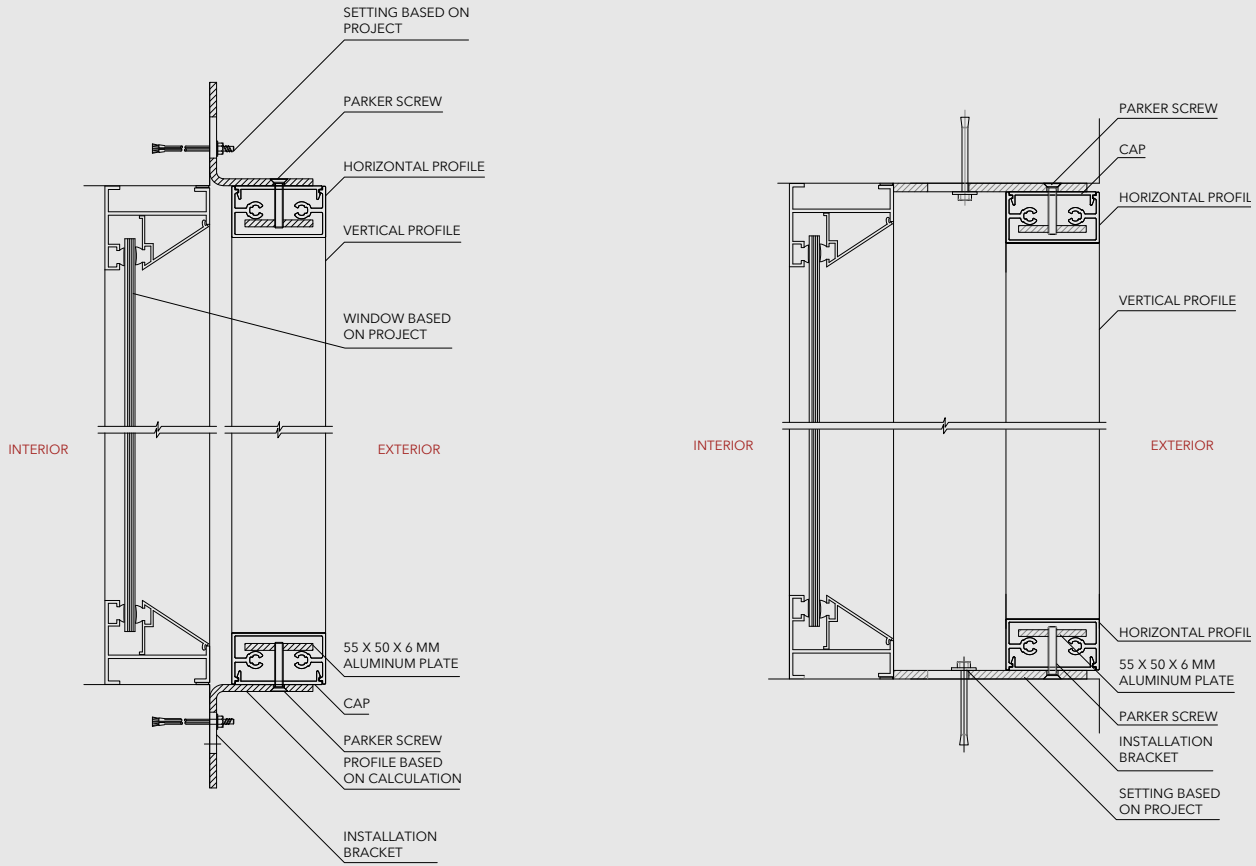 SETTING BASED ON
PROJECT
PARKER SCREW
HORIZONTAL PROFILE
VERTICAL PROFILE
WINDOW BASED
ON PROJECT
INTERIOR
EXTERIOR
55 X 50 X 6 MM
ALUMINUM PLATE
CAP
PARKER SCREW
PROFILE BASED
ON CALCULATION
INSTALLATION
BRACKET
PARKER SCREW
CAP
HORIZONTAL PROFIL
VERTICAL PROFILE
INTERIOR
EXTERIOR
HORIZONTAL PROFIL
55 X 50 X 6 MM
ALUMINUM PLATE
PARKER SCREW
INSTALLATION
BRACKET
SETTING BASED
ON PROJECT